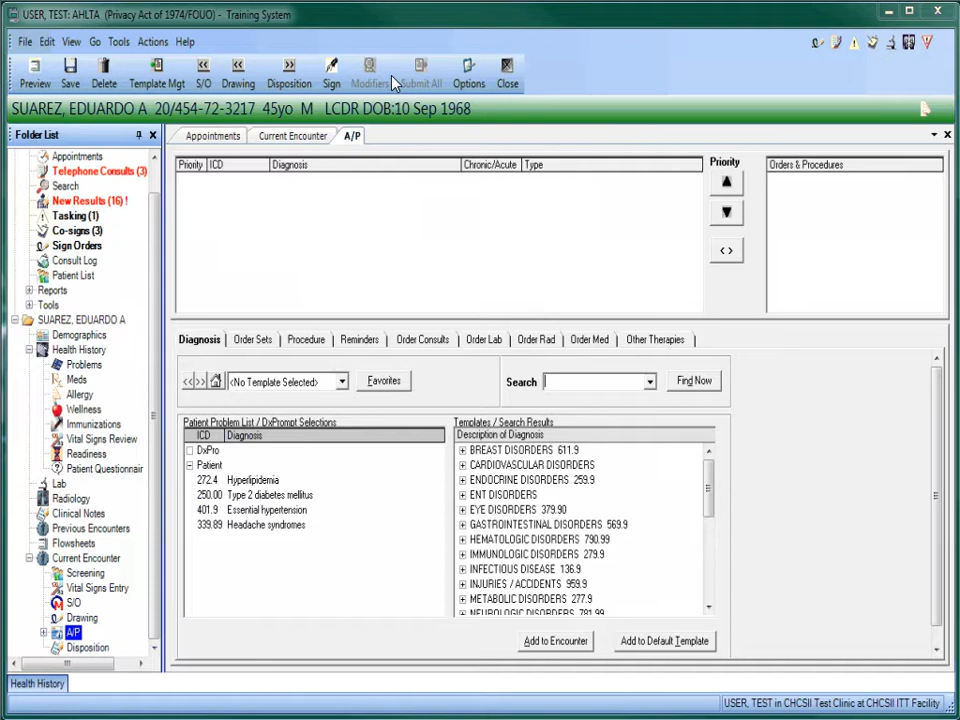 USER, TEST: AHLTA (Privacy Act of 1974/FOUO) - Training System
File Edit View Go Tools Actions Help
Preview Save Delete Template Mgt S/O Drawing Disposition Sign Modifiers Submit All Options Close
SUAREZ, EDUARDO A 20/454-72-3217 45yo M LCDR DOB:10 Sep 1968
Folder List
Appointments
Telephone Consults (3)
Search
New Results (16) !
Tasking (1)
Co-signs (3)
Sign Orders
Consult Log
Patient List
Reports
Tools
SUAREZ, EDUARDO A
Demographics
Health History
Problems
Meds
Allergy
Wellness
Immunizations
Vital Signs Review
Readiness
Patient Questionnair
Lab
Radiology
Clinical Notes
Previous Encounters
Flowsheets
Current Encounter
Screening
Vital Signs Entry
S/O
Drawing
A/P
Disposition
Health History
Appointments Current Encounter A/P
Priority ICD Diagnosis Chronic/Acute Type
Priority
< >
Orders & Procedures
Diagnosis Order Sets Procedure Reminders Order Consults Order Lab Order Rad Order Med Other Therapies
<No Template Selected> Favorites Search Find Now
Patient Problem List / DxPrompt Selections
ICD Diagnosis
DxPro
Patient
272.4 Hyperlipidemia
250.00 Type 2 diabetes mellitus
401.9 Essential hypertension
339.89 Headache syndromes
Templates / Search Results
Description of Diagnosis
BREAST DISORDERS 611.9
CARDIOVASCULAR DISORDERS
ENDOCRINE DISORDERS 259.9
ENT DISORDERS
EYE DISORDERS 379.90
GASTROINTESTINAL DISORDERS 569.9
HEMATOLOGIC DISORDERS 790.99
IMMUNOLOGIC DISORDERS 279.9
INFECTIOUS DISEASE 136.9
INJURIES / ACCIDENTS 959.9
METABOLIC DISORDERS 277.9
NEUROLOGIC DISORDERS 781.99
Add to Encounter Add to Default Template
USER, TEST in CHCSII Test Clinic at CHCSII ITT Facility